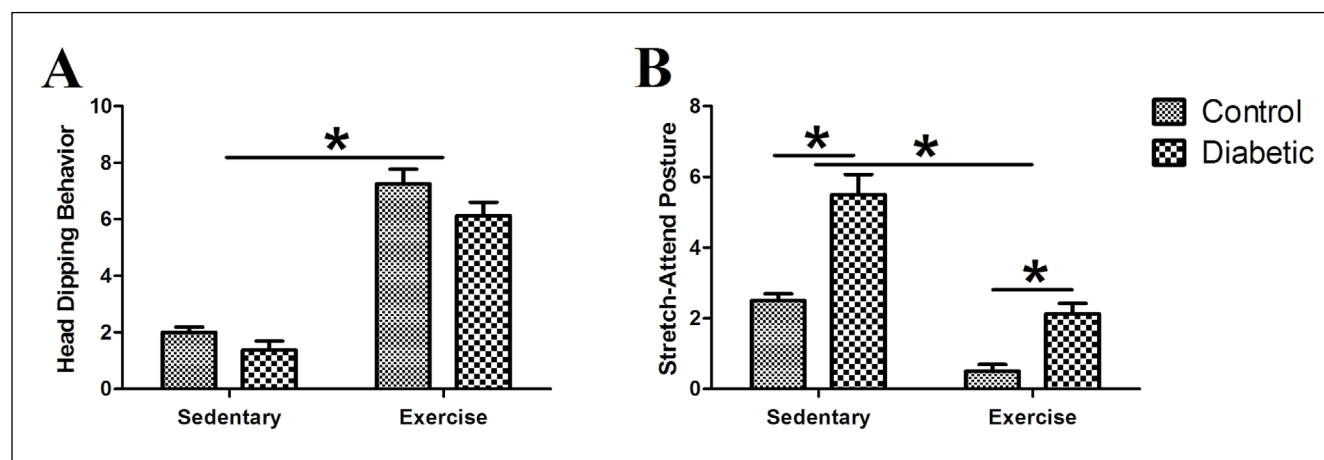 A
Head Dipping Behavior
10
8
6
4
2
0
*
Sedentary
Exercise
B
Stretch-Attend Posture
8
6
4
2
0
*
*
*
Sedentary
Exercise
Control
Diabetic